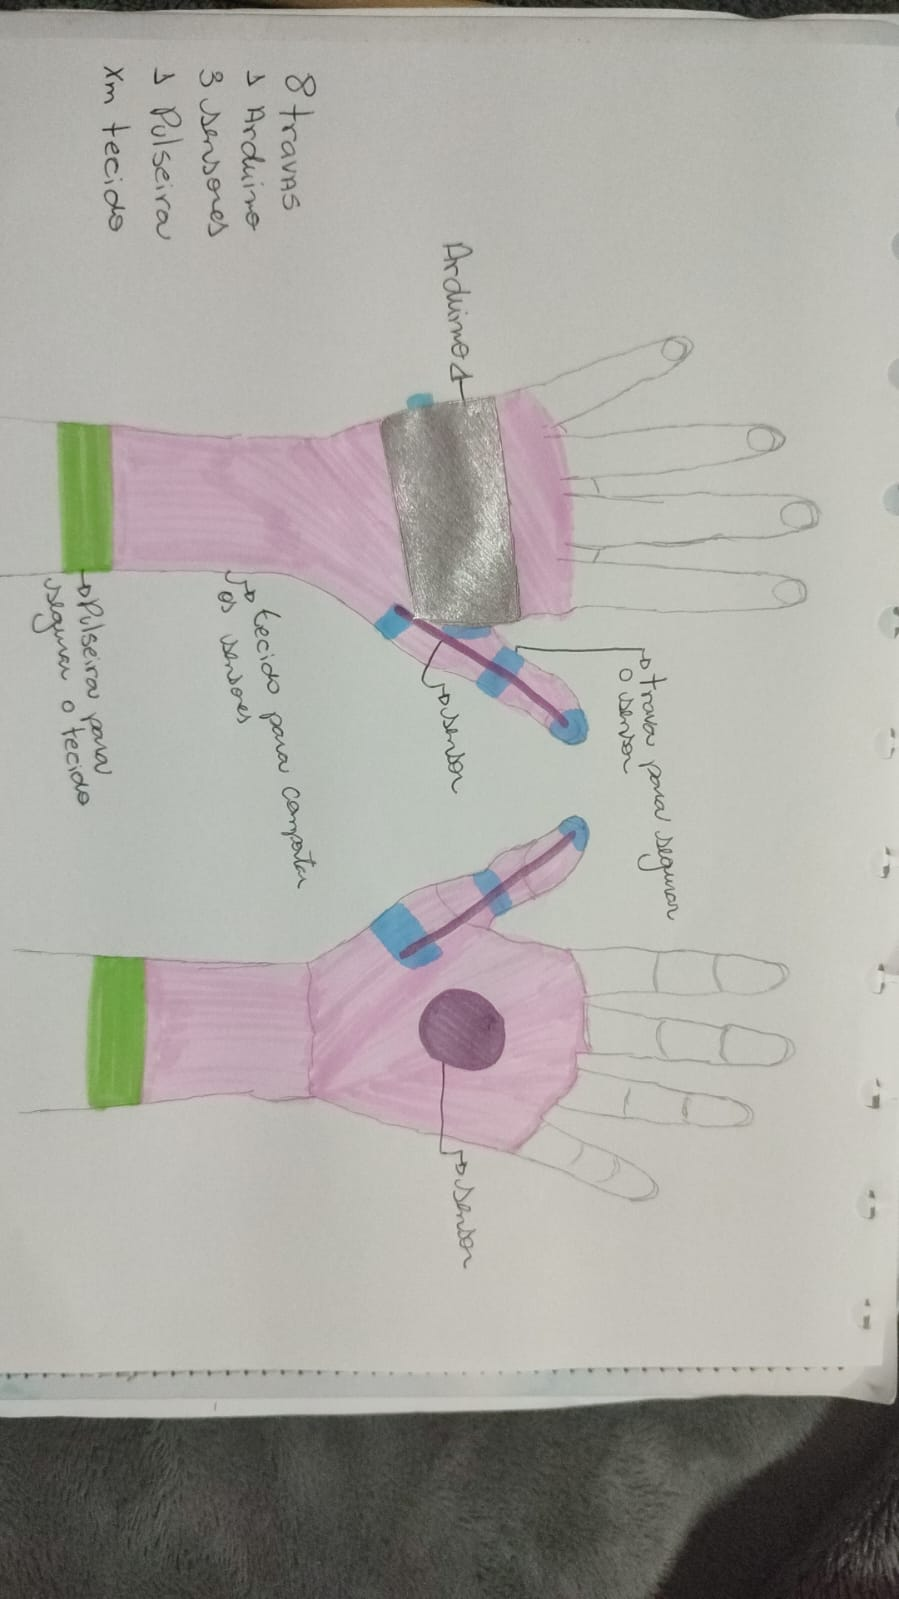 8 travas
1 Arduino
3 sensores
1 Pulseira
Xm tecido
Arduino
trava para segurar
o sensor
sensor
tecido para comportar
os sensores
Pulseira para
segurar o tecido
sensor